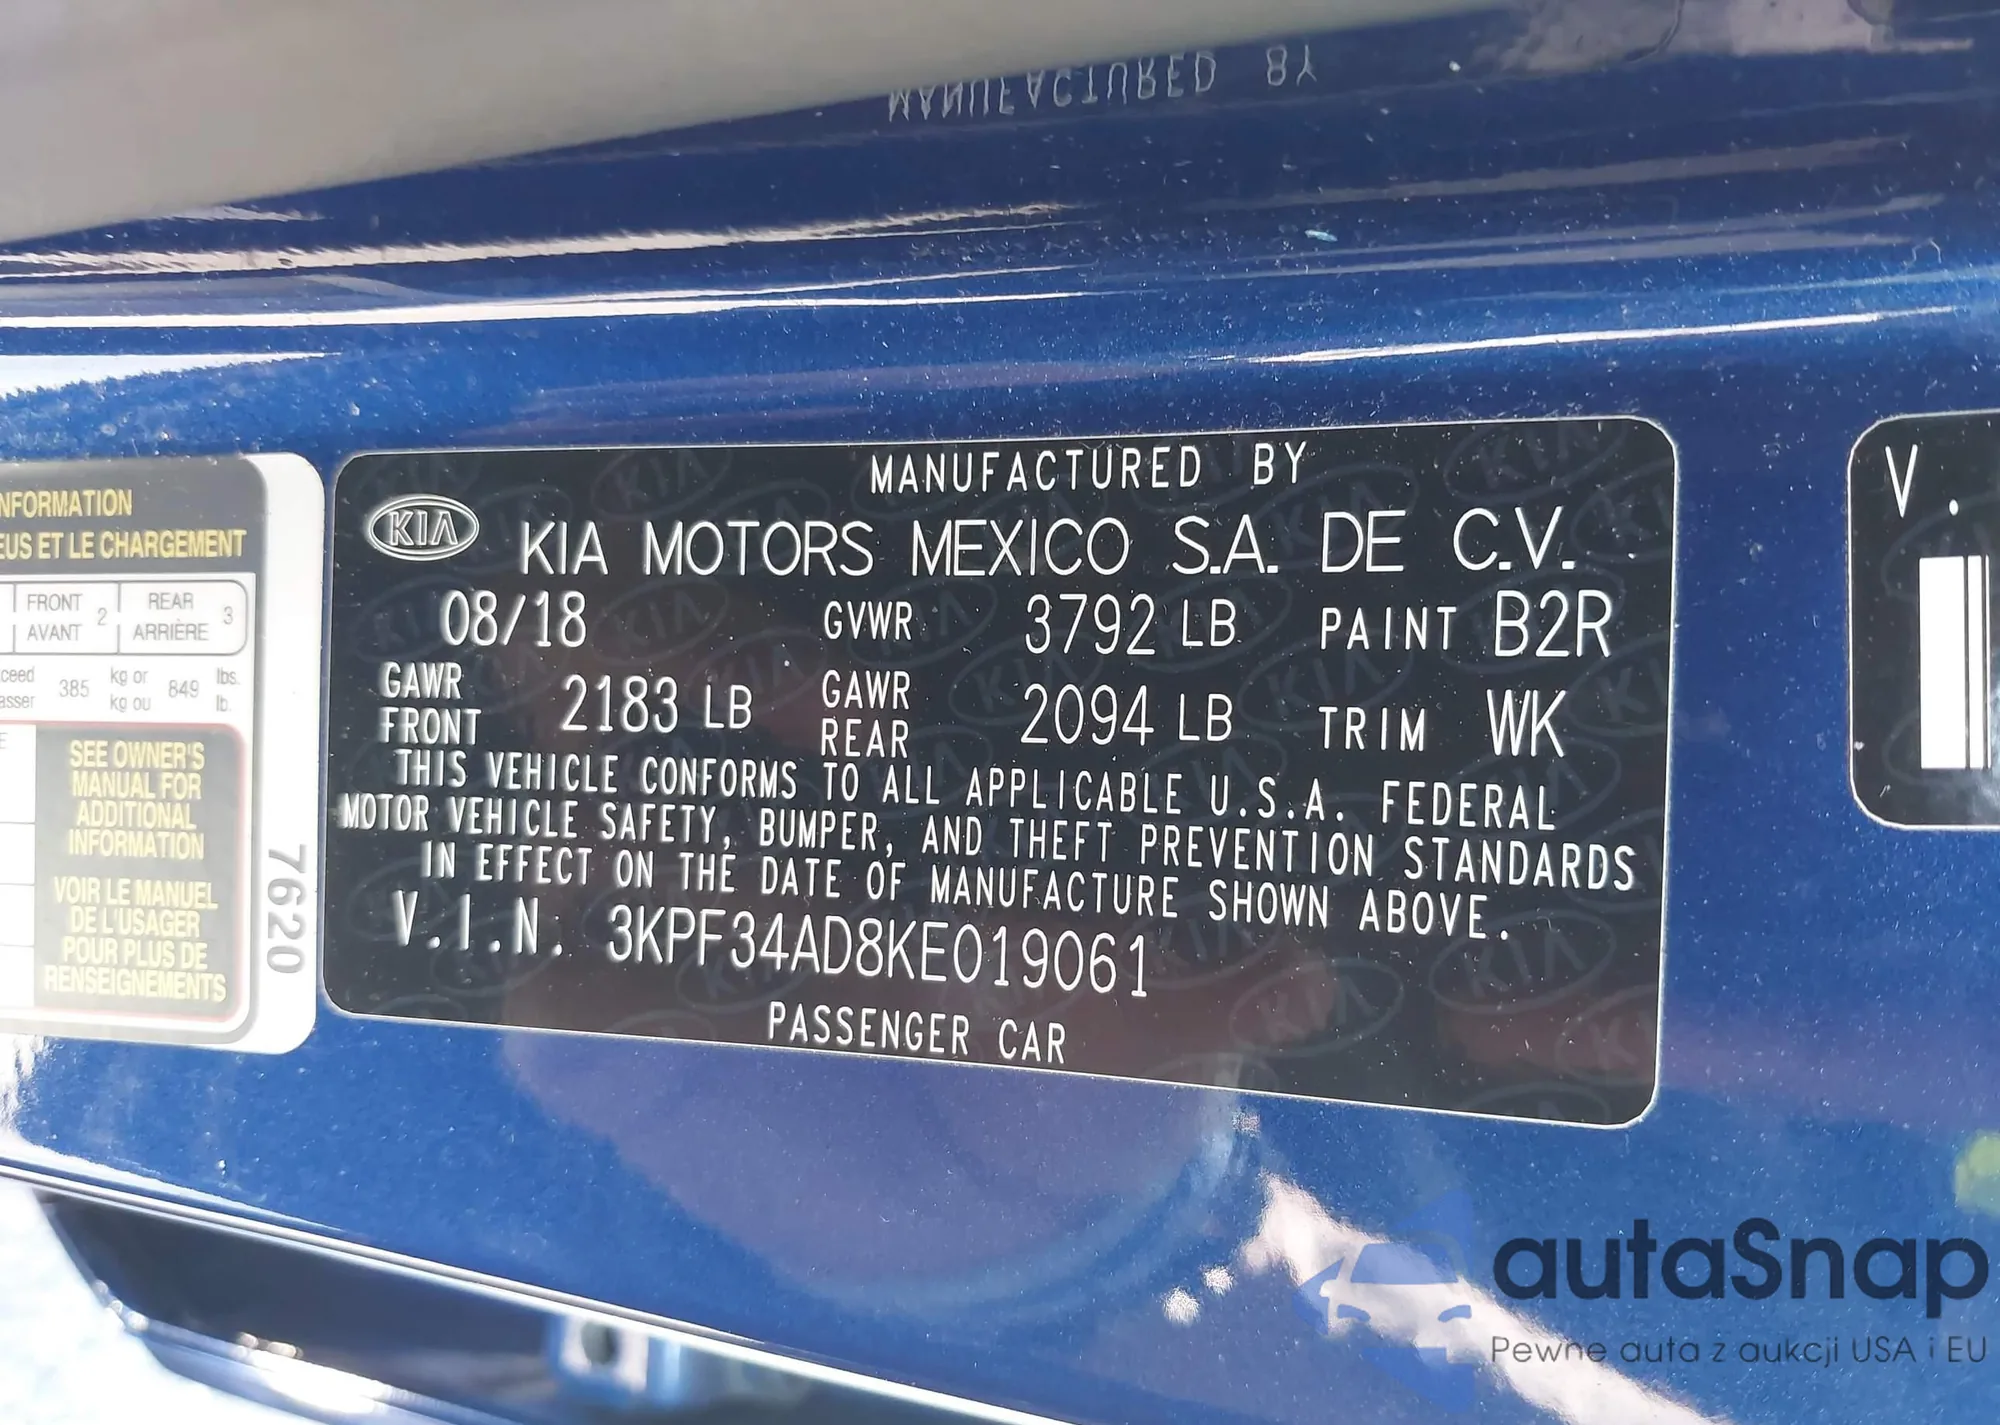 MANUFACTURED BY
MANUFACTURED BY
KIA
KIA MOTORS MEXICO S.A. DE C.V.
08/18 GVWR 3792 LB PAINT B2R
GAWR FRONT 2183 LB GAWR REAR 2094 LB TRIM WK
THIS VEHICLE CONFORMS TO ALL APPLICABLE U.S.A. FEDERAL
MOTOR VEHICLE SAFETY, BUMPER, AND THEFT PREVENTION STANDARDS
IN EFFECT ON THE DATE OF MANUFACTURE SHOWN ABOVE.
V.I.N. 3KPF34AD8KE019061
PASSENGER CAR
NFORMATION
EUS ET LE CHARGEMENT
FRONT 2 REAR 3
AVANT ARRIÈRE
ceed 385 kg or 849 lbs.
asser kg ou lb.
SEE OWNER'S
MANUAL FOR
ADDITIONAL
INFORMATION
VOIR LE MANUEL
DE L'USAGER
POUR PLUS DE
RENSEIGNEMENTS
7620
V.
autaSnap
Pewne auta z aukcji USA i EU